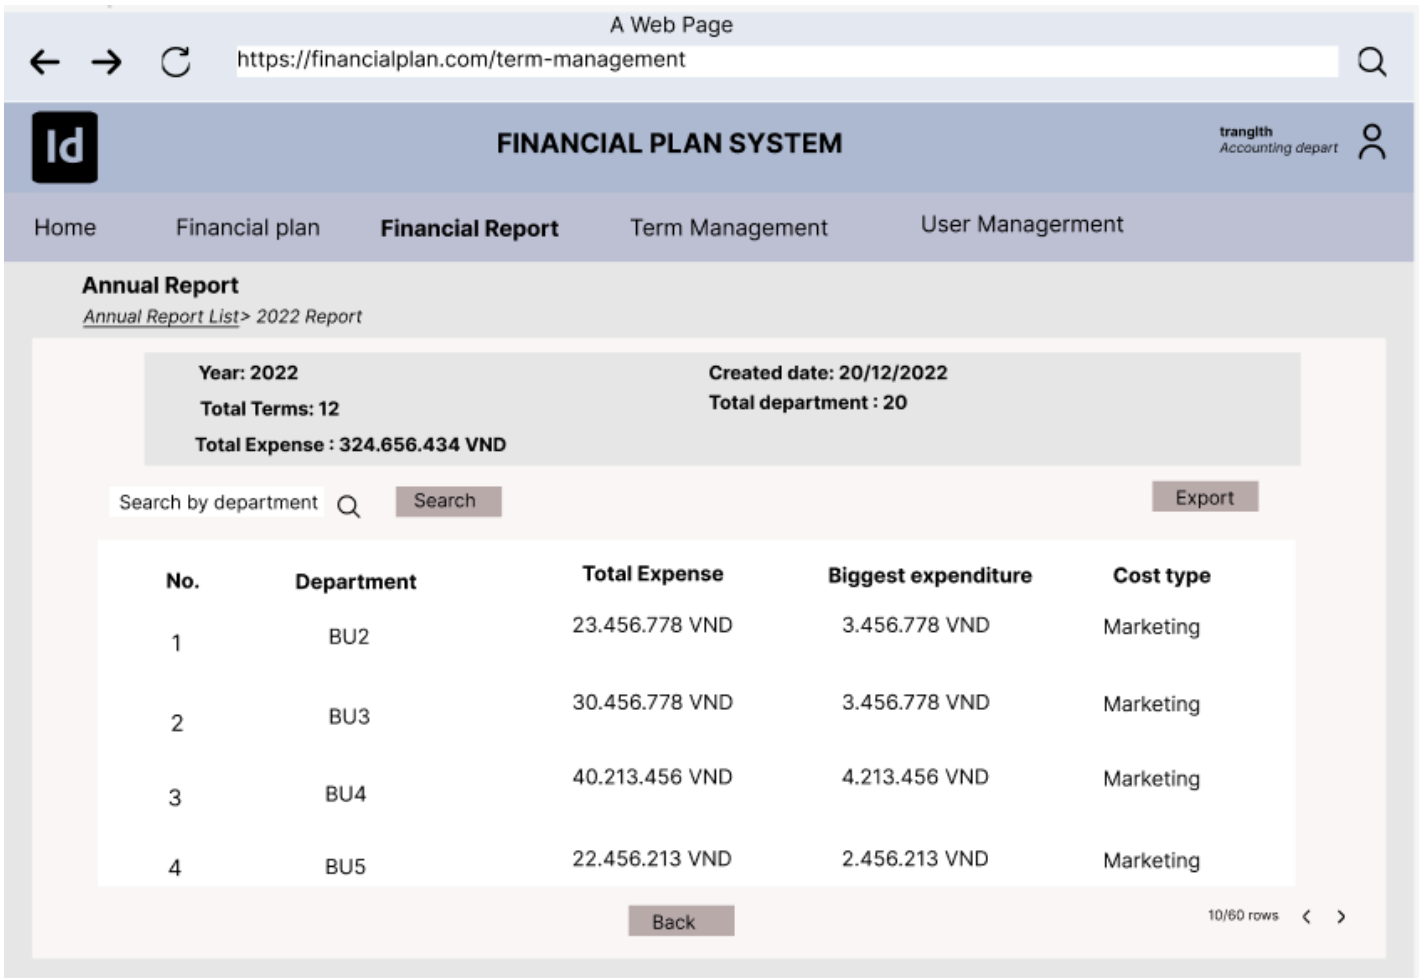 A Web Page
https://financialplan.com/term-management
Id
FINANCIAL PLAN SYSTEM
trangith
Accounting depart
Home Financial plan Financial Report Term Management User Managerment
Annual Report
Annual Report List> 2022 Report
Year: 2022 Created date: 20/12/2022
Total Terms: 12 Total department : 20
Total Expense : 324.656.434 VND
Search by department Search Export
No. Department Total Expense Biggest expenditure Cost type
1 BU2 23.456.778 VND 3.456.778 VND Marketing
2 BU3 30.456.778 VND 3.456.778 VND Marketing
3 BU4 40.213.456 VND 4.213.456 VND Marketing
4 BU5 22.456.213 VND 2.456.213 VND Marketing
Back 10/60 rows